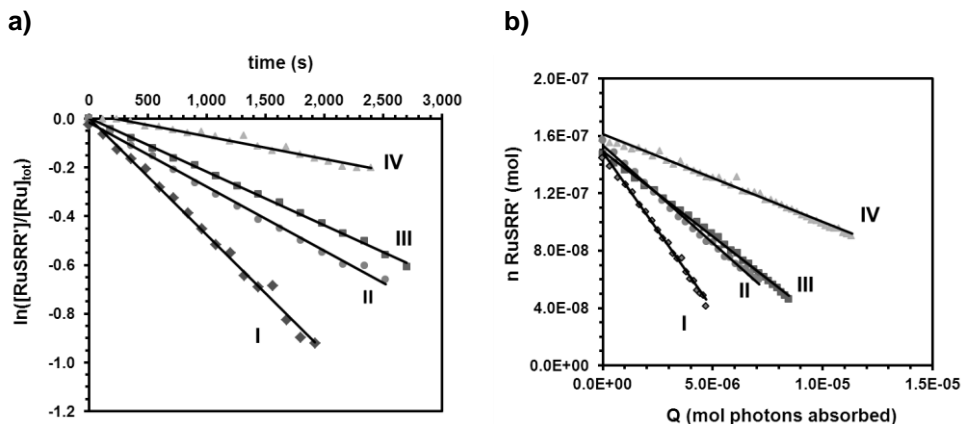 a)
time (s)
0 500 1,000 1,500 2,000 2,500 3,000
0.0
-0.2
-0.4
-0.6
-0.8
-1.0
-1.2
ln([RuSRR']/[Ru]tot)
IV
III
II
I
b)
2.0E-07
1.6E-07
1.2E-07
8.0E-08
4.0E-08
0.0E+00
n RuSRR' (mol)
IV
III
II
I
0.0E+00 5.0E-06 1.0E-05 1.5E-05
Q (mol photons absorbed)